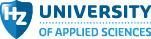 HZ UNIVERSITY
OF APPLIED SCIENCES